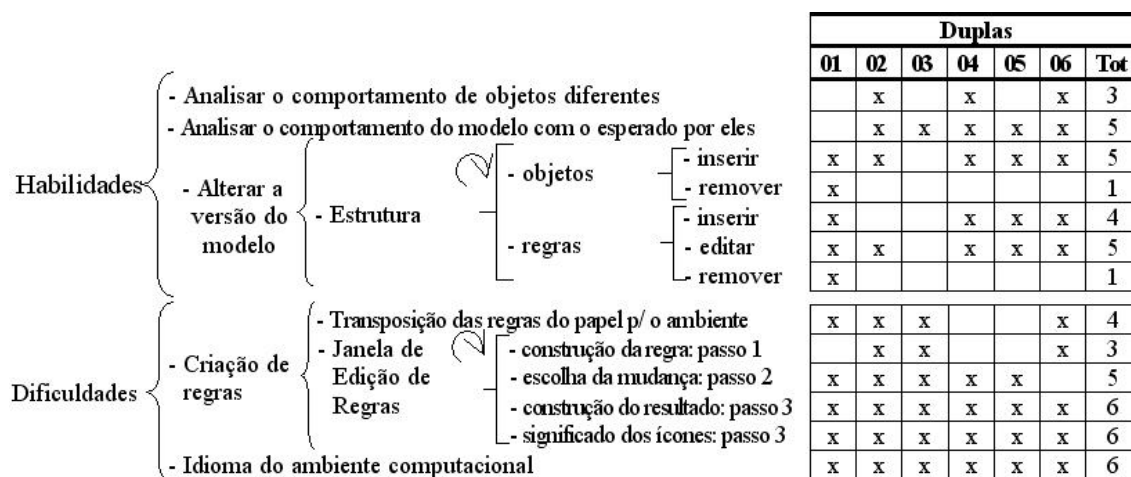 Duplas
01 02 03 04 05 06 Tot
- Analisar o comportamento de objetos diferentes x x x 3
- Analisar o comportamento do modelo com o esperado por eles x x x x x 5
Habilidades
- Alterar a versão do modelo
- Estrutura
- objetos
- inserir x x x x x 5
- remover x 1
- regras
- inserir x x x x 4
- editar x x x x x 5
- remover x 1
Dificuldades
- Criação de regras
- Transposição das regras do papel p/ o ambiente x x x x 4
- Janela de Edição de Regras
- construção da regra: passo 1 x x x 3
- escolha da mudança: passo 2 x x x x x 5
- construção do resultado: passo 3 x x x x x x 6
- significado dos ícones: passo 3 x x x x x x 6
- Idioma do ambiente computacional x x x x x x 6